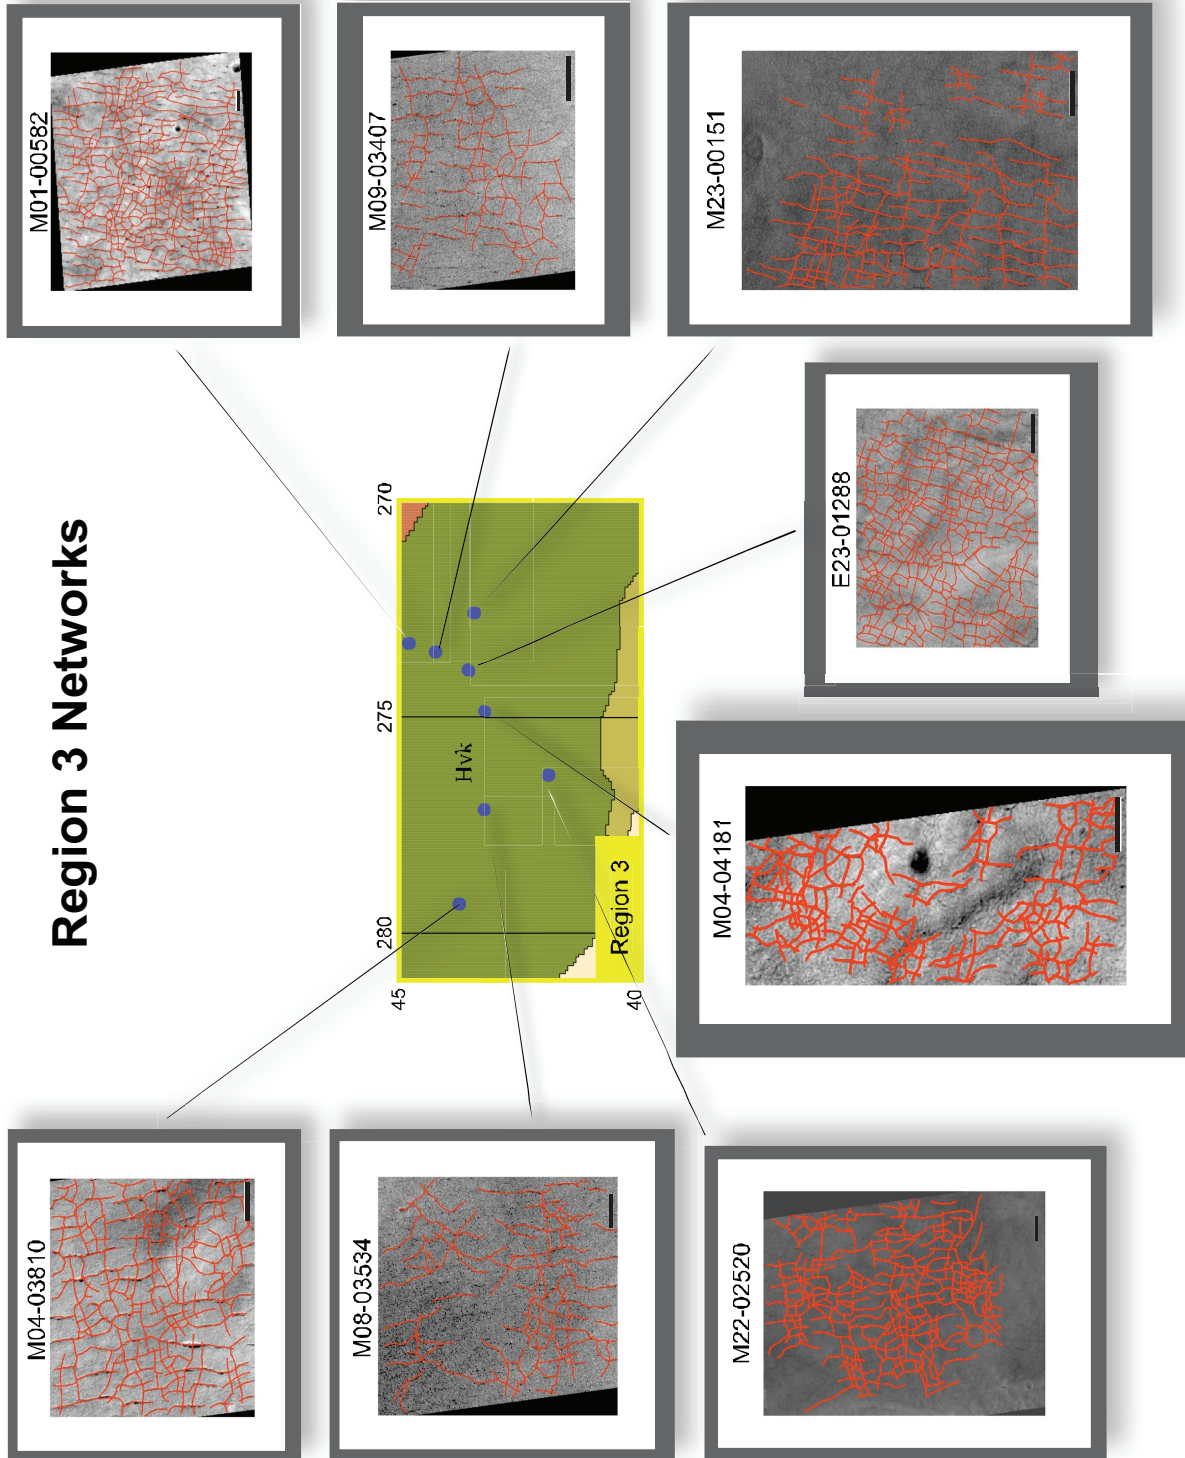 Region 3 Networks
M04-03810
M08-03534
M22-02520
M04-04181
E23-01288
M23-00151
M09-03407
M01-00582
280
275
270
45
40
Hvk
Region 3